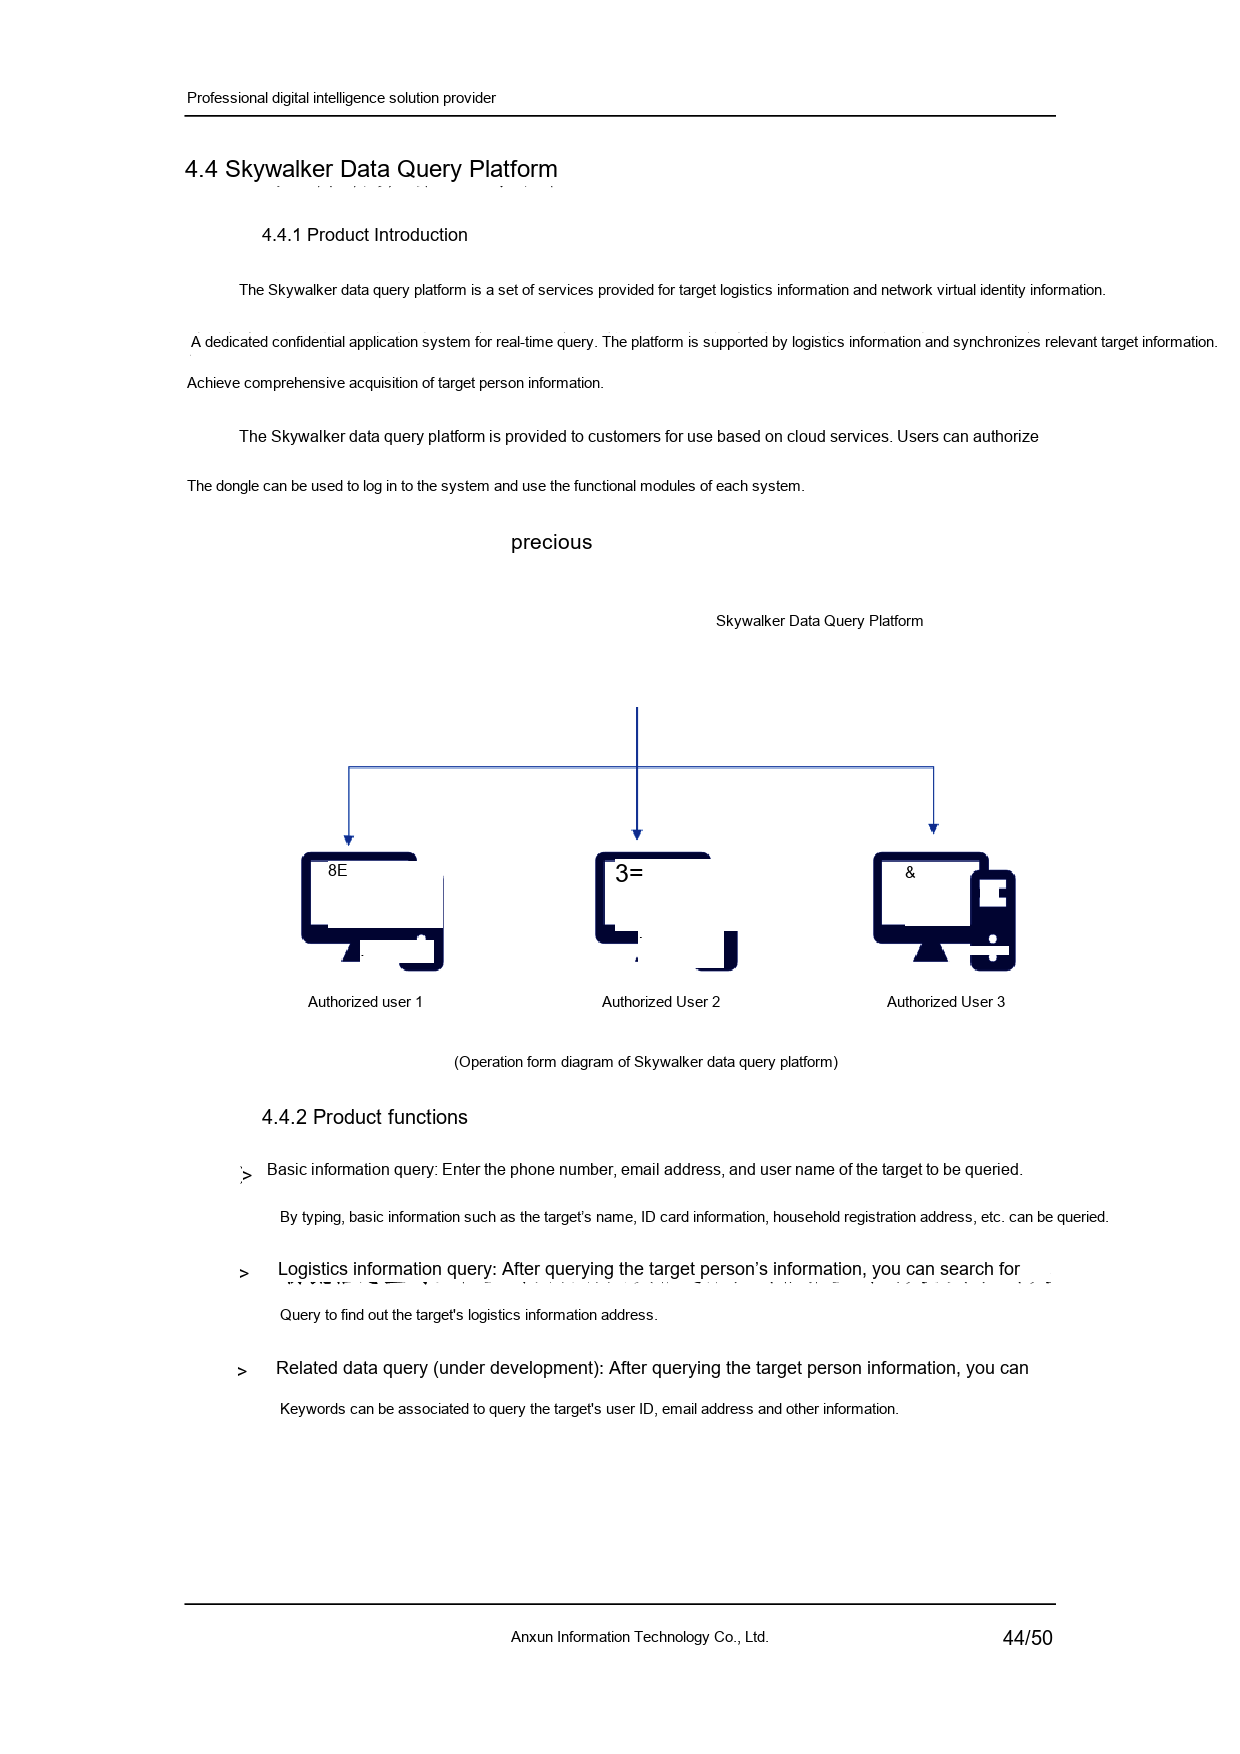 Professional digital intelligence solution provider
4.4 Skywalker Data Query Platform
4.4.1 Product Introduction
The Skywalker data query platform is a set of services provided for target logistics information and network virtual identity information.
A dedicated confidential application system for real-time query. The platform is supported by logistics information and synchronizes relevant target information.
Achieve comprehensive acquisition of target person information.
The Skywalker data query platform is provided to customers for use based on cloud services. Users can authorize
The dongle can be used to log in to the system and use the functional modules of each system.
precious
Skywalker Data Query Platform
8E
3=
&
Authorized user 1
Authorized User 2
Authorized User 3
(Operation form diagram of Skywalker data query platform)
4.4.2 Product functions
> Basic information query: Enter the phone number, email address, and user name of the target to be queried.
By typing, basic information such as the target’s name, ID card information, household registration address, etc. can be queried.
> Logistics information query: After querying the target person’s information, you can search for
Query to find out the target's logistics information address.
> Related data query (under development): After querying the target person information, you can
Keywords can be associated to query the target's user ID, email address and other information.
Anxun Information Technology Co., Ltd.
44/50